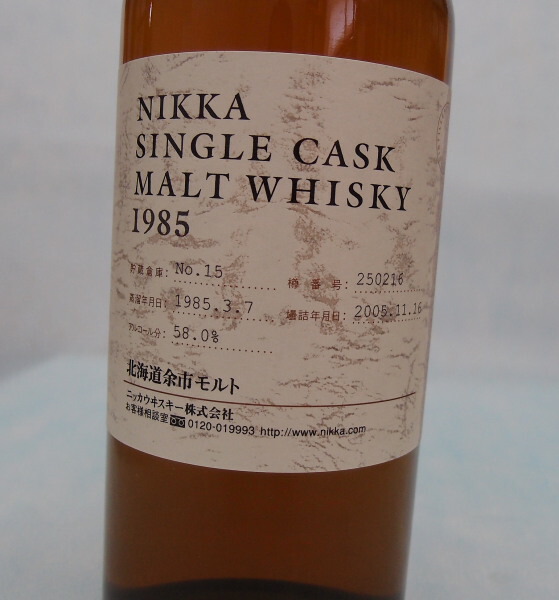 NIKKA
SINGLE CASK
MALT WHISKY
1985
貯蔵倉庫: No.15 樽番号: 250216
蒸溜年月日: 1985.3.7 壜詰年月日: 2005.11.16
アルコール分: 58.0%
北海道余市モルト
ニッカウヰスキー株式会社
お客様相談室 0120-019993 http://www.nikka.com